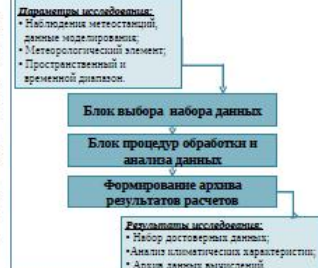 Параметры исследования:
• Наблюдения метеостанций,
данные моделирования;
• Метеорологический элемент;
• Пространственный и
временной диапазон.
Блок выбора набора данных
Блок процедур обработки и
анализа данных
Формирование архива
результатов расчетов
Результаты исследования:
• Набор достоверных данных;
•Анализ климатических характеристик;
• Архив данных вычислений